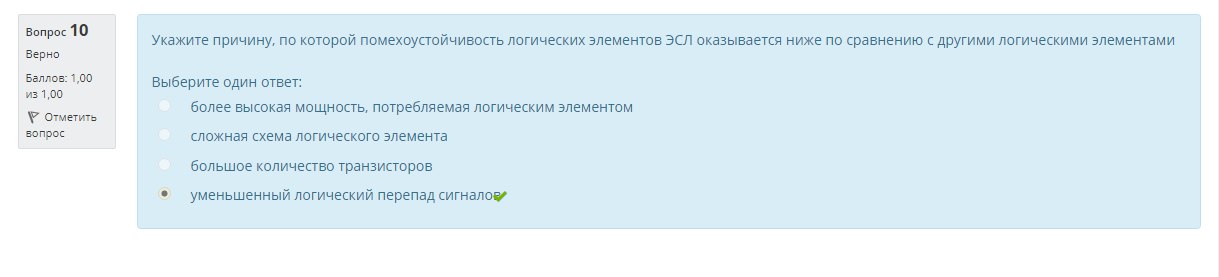 Вопрос 10
Верно
Баллов: 1,00
из 1,00
Отметить
вопрос
Укажите причину, по которой помехоустойчивость логических элементов ЭСЛ оказывается ниже по сравнению с другими логическими элементами
Выберите один ответ:
более высокая мощность, потребляемая логическим элементом
сложная схема логического элемента
большое количество транзисторов
уменьшенный логический перепад сигналов